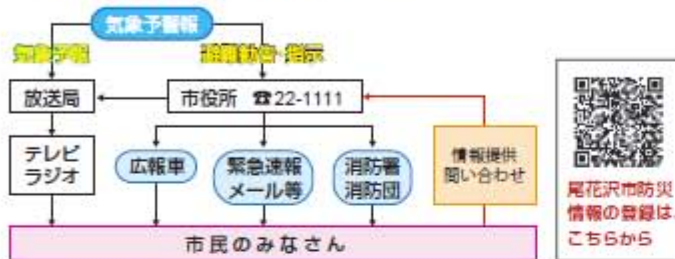 気象予警報
気象予報
避難勧告・指示
放送局
市役所 ☎22-1111
テレビ
ラジオ
広報車
緊急速報
メール等
消防署
消防団
情報提供
問い合わせ
市民のみなさん
尾花沢市防災
情報の登録は、
こちらから